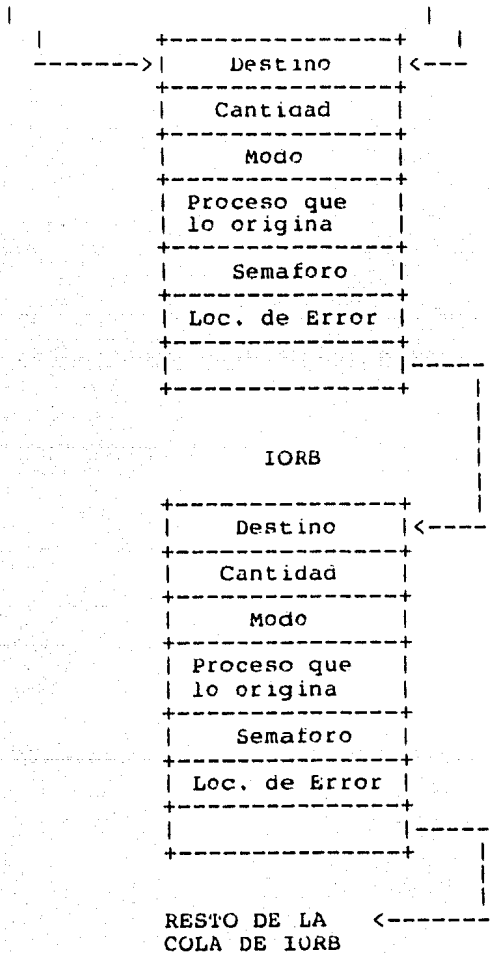 Destino
Cantidad
Modo
Proceso que
lo origina
Semaforo
Loc. de Error
IORB
Destino
Cantidad
Modo
Proceso que
lo origina
Semaforo
Loc. de Error
RESTO DE LA
COLA DE IORB